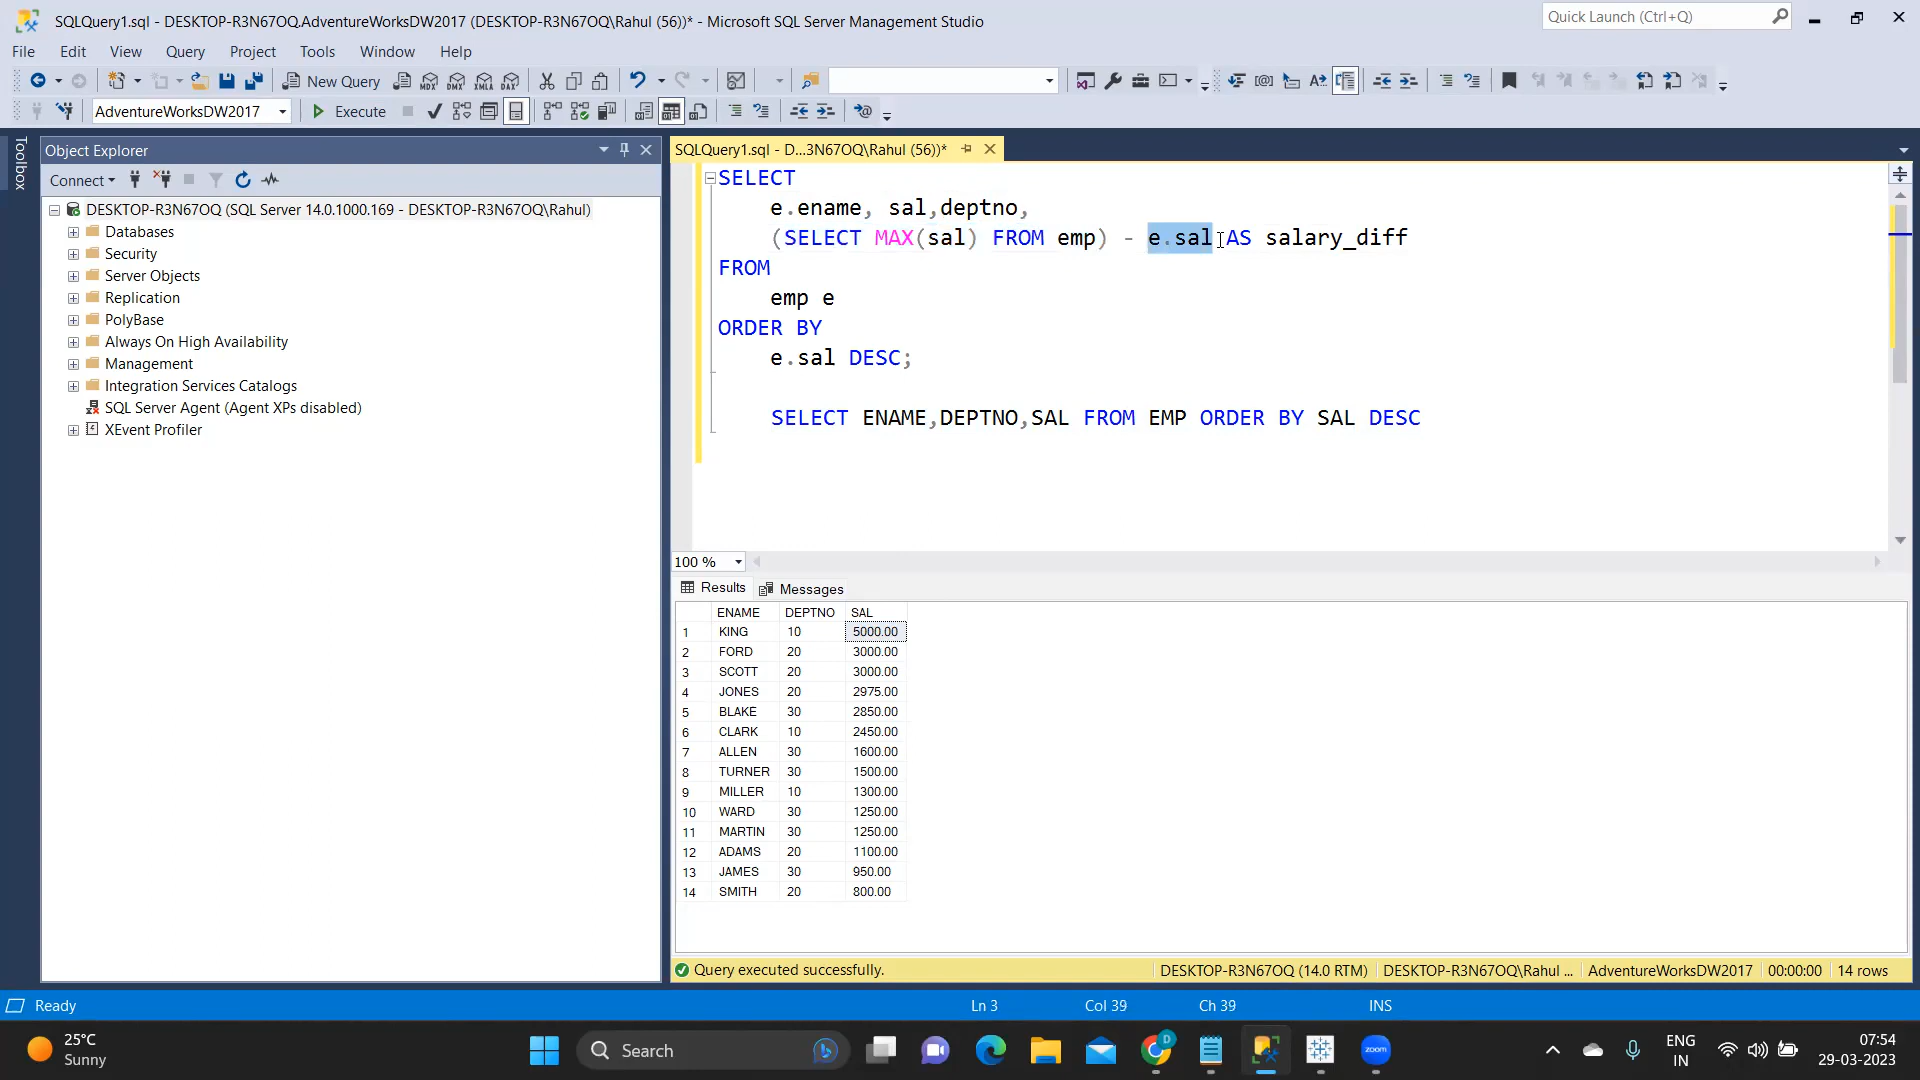 SQLQuery1.sql - DESKTOP-R3N67OQ.AdventureWorksDW2017 (DESKTOP-R3N67OQ\Rahul (56))* - Microsoft SQL Server Management Studio
Quick Launch (Ctrl+Q)
File Edit View Query Project Tools Window Help
New Query MDX DMX XMLA DAX
AdventureWorksDW2017 Execute
Toolbox
Object Explorer
SQLQuery1.sql - D...3N67OQ\Rahul (56))*
Connect
DESKTOP-R3N67OQ (SQL Server 14.0.1000.169 - DESKTOP-R3N67OQ\Rahul)
Databases
Security
Server Objects
Replication
PolyBase
Always On High Availability
Management
Integration Services Catalogs
SQL Server Agent (Agent XPs disabled)
XEvent Profiler
SELECT
e.ename, sal,deptno,
(SELECT MAX(sal) FROM emp) - e.sal AS salary_diff
FROM
emp e
ORDER BY
e.sal DESC;
SELECT ENAME,DEPTNO,SAL FROM EMP ORDER BY SAL DESC
100 %
Results Messages
ENAME DEPTNO SAL
1 KING 10 5000.00
2 FORD 20 3000.00
3 SCOTT 20 3000.00
4 JONES 20 2975.00
5 BLAKE 30 2850.00
6 CLARK 10 2450.00
7 ALLEN 30 1600.00
8 TURNER 30 1500.00
9 MILLER 10 1300.00
10 WARD 30 1250.00
11 MARTIN 30 1250.00
12 ADAMS 20 1100.00
13 JAMES 30 950.00
14 SMITH 20 800.00
Query executed successfully. DESKTOP-R3N67OQ (14.0 RTM) DESKTOP-R3N67OQ\Rahul ... AdventureWorksDW2017 00:00:00 14 rows
Ready Ln 3 Col 39 Ch 39 INS
25°C
Sunny
Search
zoom
ENG
IN
07:54
29-03-2023